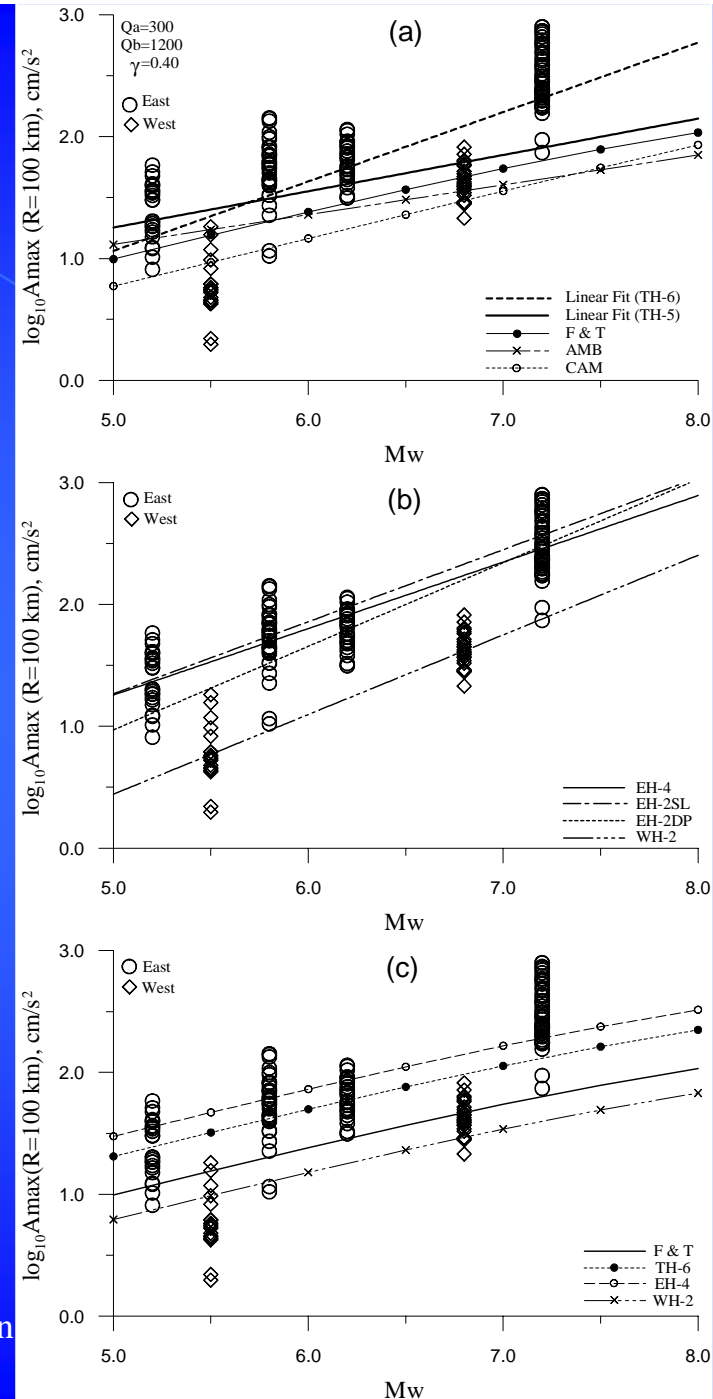 3.0
Qa=300
Qb=1200
γ=0.40
(a)
East
West
2.0
1.0
0.0
log₁₀Amax (R=100 km), cm/s²
Linear Fit (TH-6)
Linear Fit (TH-5)
F & T
AMB
CAM
5.0 6.0 7.0 8.0
Mw
3.0
(b)
East
West
2.0
1.0
0.0
log₁₀Amax (R=100 km), cm/s²
EH-4
EH-2SL
EH-2DP
WH-2
5.0 6.0 7.0 8.0
Mw
3.0
(c)
East
West
2.0
1.0
0.0
log₁₀Amax(R=100 km), cm/s²
F & T
TH-6
EH-4
WH-2
n
5.0 6.0 7.0 8.0
Mw